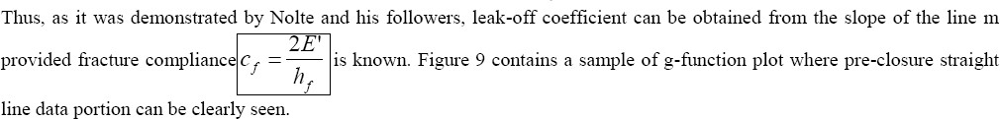 Thus, as it was demonstrated by Nolte and his followers, leak-off coefficient can be obtained from the slope of the line m
provided fracture compliance c_f = 2E' / h_f is known. Figure 9 contains a sample of g-function plot where pre-closure straight
line data portion can be clearly seen.